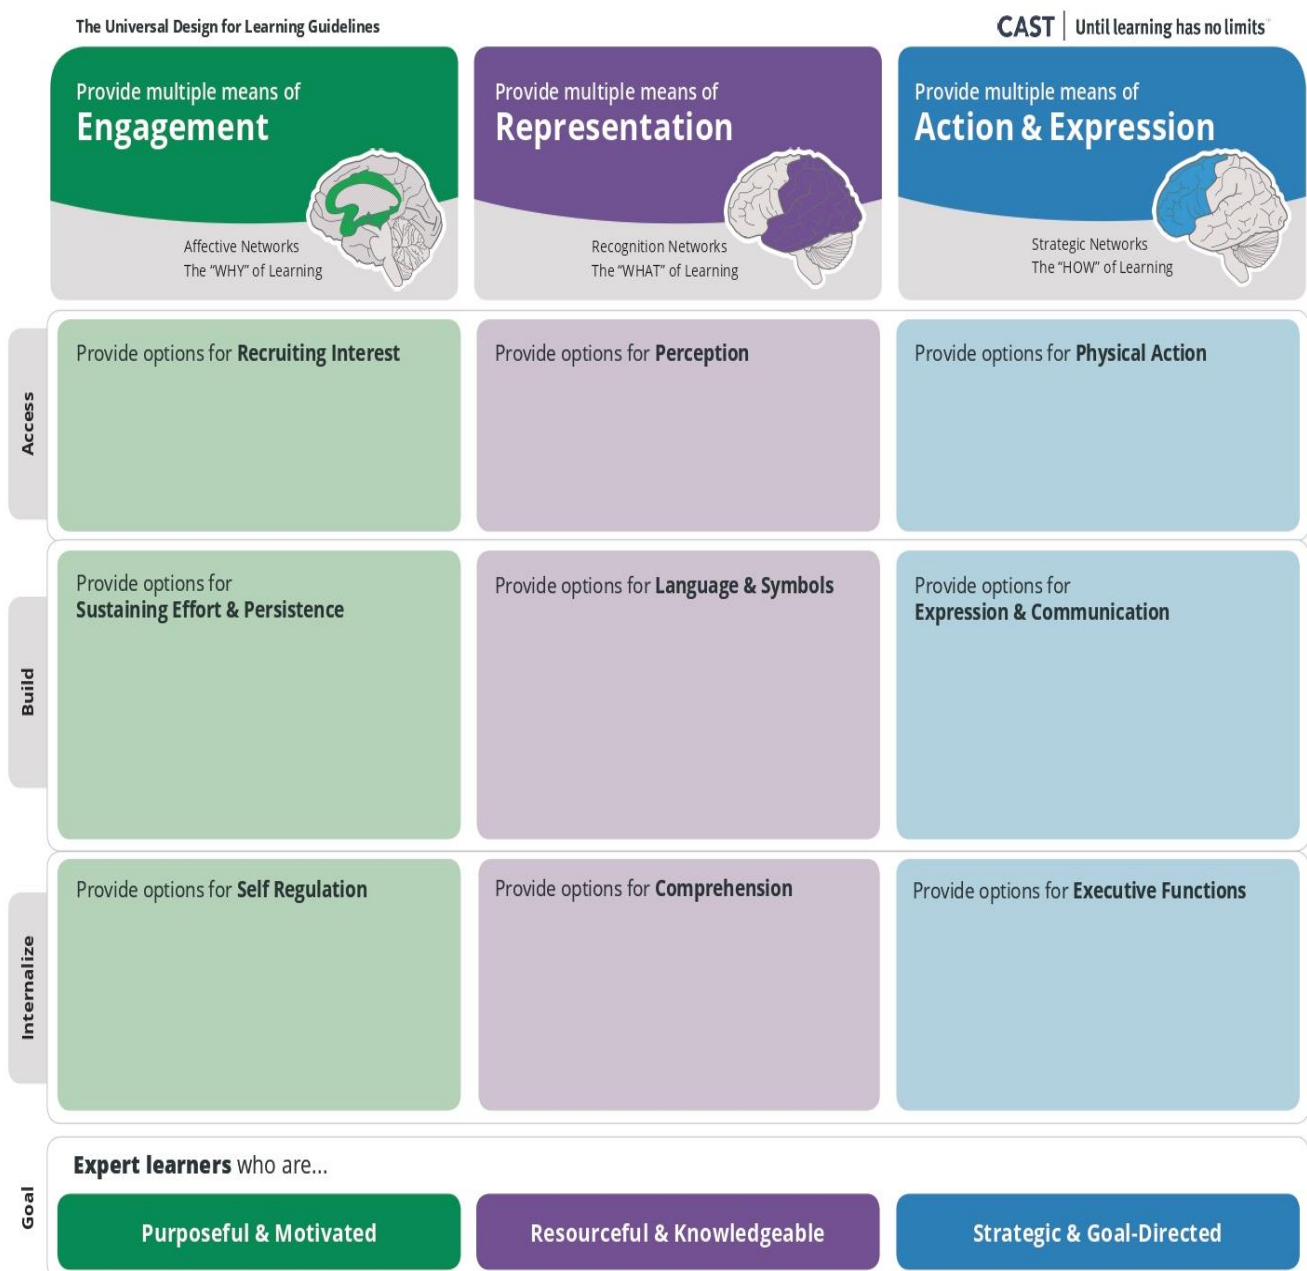 The Universal Design for Learning Guidelines
CAST | Until learning has no limits
Provide multiple means of
Engagement
Affective Networks
The “WHY” of Learning
Provide multiple means of
Representation
Recognition Networks
The “WHAT” of Learning
Provide multiple means of
Action & Expression
Strategic Networks
The “HOW” of Learning
Access
Provide options for Recruiting Interest
Provide options for Perception
Provide options for Physical Action
Build
Provide options for
Sustaining Effort & Persistence
Provide options for Language & Symbols
Provide options for
Expression & Communication
Internalize
Provide options for Self Regulation
Provide options for Comprehension
Provide options for Executive Functions
Goal
Expert learners who are...
Purposeful & Motivated
Resourceful & Knowledgeable
Strategic & Goal-Directed